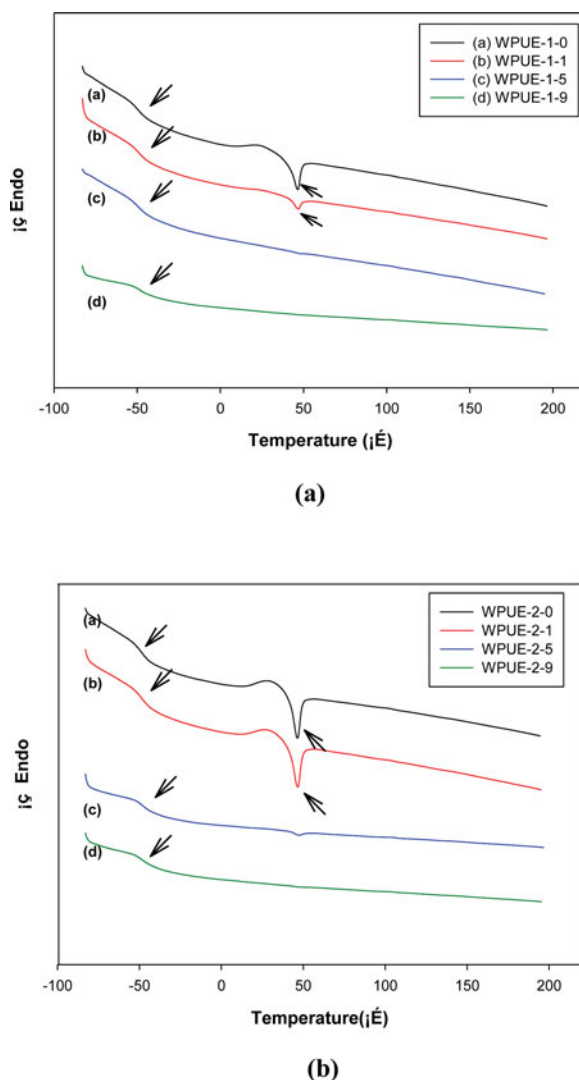 (a) WPUE-1-0
(b) WPUE-1-1
(c) WPUE-1-5
(d) WPUE-1-9
(a)
(b)
(c)
(d)
¡ç Endo
-100 -50 0 50 100 150 200
Temperature (¡É)
(a)
WPUE-2-0
WPUE-2-1
WPUE-2-5
WPUE-2-9
(a)
(b)
(c)
(d)
¡ç Endo
-100 -50 0 50 100 150 200
Temperature(¡É)
(b)